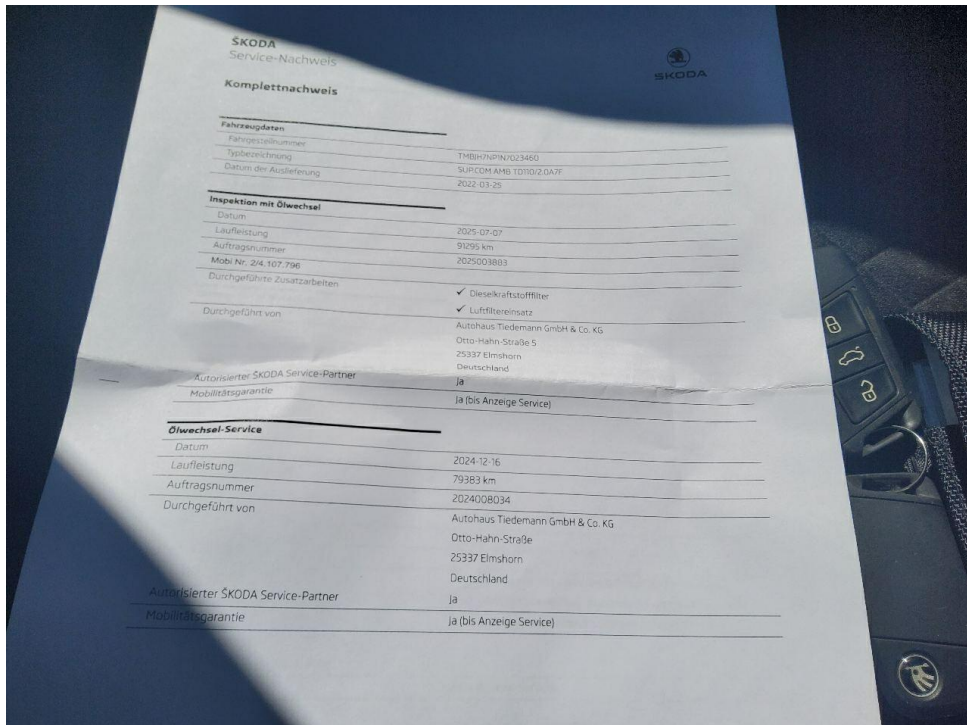 ŠKODA
Service-Nachweis
SKODA
Komplettnachweis
Fahrzeugdaten
Fahrgestellnummer TMBJH7NP1N7023460
Typbezeichnung SUP.COM AMB TD110/2.0A7F
Datum der Auslieferung 2022-03-25
Inspektion mit Ölwechsel
Datum 2025-07-07
Laufleistung 91295 km
Auftragsnummer 2025003883
Mobi Nr. 2/4.107.796
Durchgeführte Zusatzarbeiten ✓ Dieselkraftstofffilter
✓ Luftfiltereinsatz
Durchgeführt von Autohaus Tiedemann GmbH & Co. KG
Otto-Hahn-Straße 5
25337 Elmshorn
Deutschland
Autorisierter ŠKODA Service-Partner Ja
Mobilitätsgarantie Ja (bis Anzeige Service)
Ölwechsel-Service
Datum 2024-12-16
Laufleistung 79383 km
Auftragsnummer 2024008034
Durchgeführt von Autohaus Tiedemann GmbH & Co. KG
Otto-Hahn-Straße
25337 Elmshorn
Deutschland
Autorisierter ŠKODA Service-Partner Ja
Mobilitätsgarantie Ja (bis Anzeige Service)